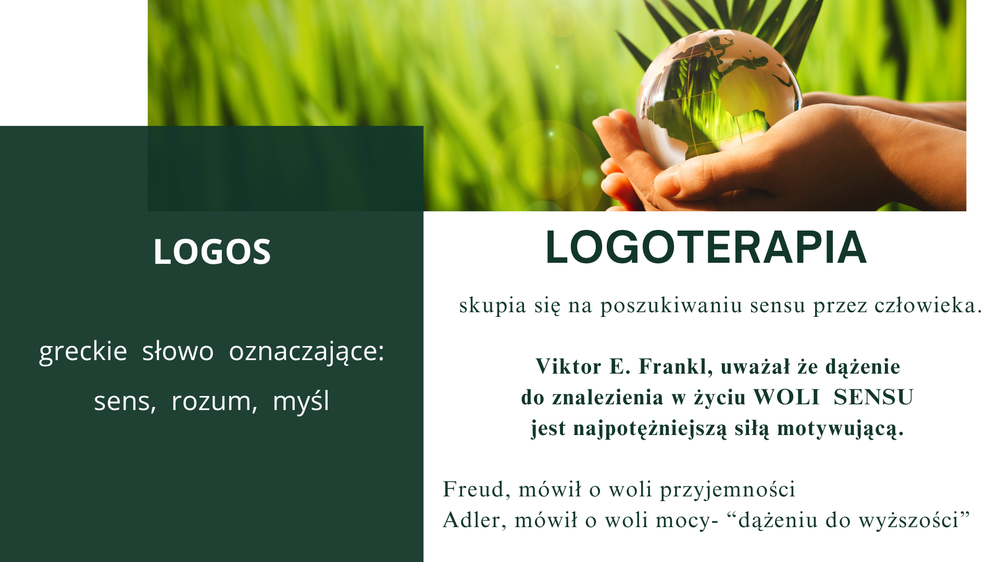 LOGOS
greckie słowo oznaczające:
sens, rozum, myśl
LOGOTERAPIA
skupia się na poszukiwaniu sensu przez człowieka.
Viktor E. Frankl, uważał że dążenie
do znalezienia w życiu WOLI SENSU
jest najpotężniejszą siłą motywującą.
Freud, mówił o woli przyjemności
Adler, mówił o woli mocy- “dążeniu do wyższości”